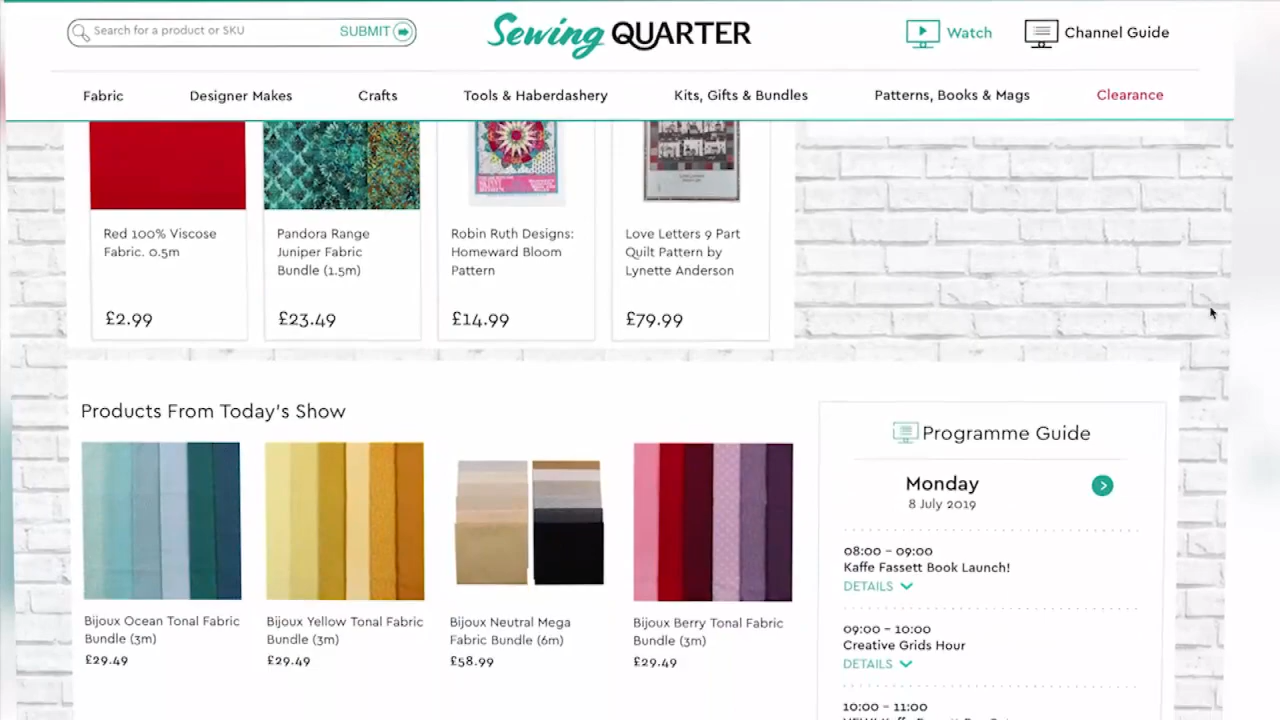 Search for a product or SKU
SUBMIT
Sewing QUARTER
Watch
Channel Guide
Fabric
Designer Makes
Crafts
Tools & Haberdashery
Kits, Gifts & Bundles
Patterns, Books & Mags
Clearance
Red 100% Viscose
Fabric. 0.5m
£2.99
Pandora Range
Juniper Fabric
Bundle (1.5m)
£23.49
Robin Ruth Designs:
Homeward Bloom
Pattern
£14.99
Love Letters 9 Part
Quilt Pattern by
Lynette Anderson
£79.99
Products From Today's Show
Bijoux Ocean Tonal Fabric
Bundle (3m)
£29.49
Bijoux Yellow Tonal Fabric
Bundle (3m)
£29.49
Bijoux Neutral Mega
Fabric Bundle (6m)
£58.99
Bijoux Berry Tonal Fabric
Bundle (3m)
£29.49
Programme Guide
Monday
8 July 2019
08:00 - 09:00
Kaffe Fassett Book Launch!
DETAILS
09:00 - 10:00
Creative Grids Hour
DETAILS
10:00 - 11:00